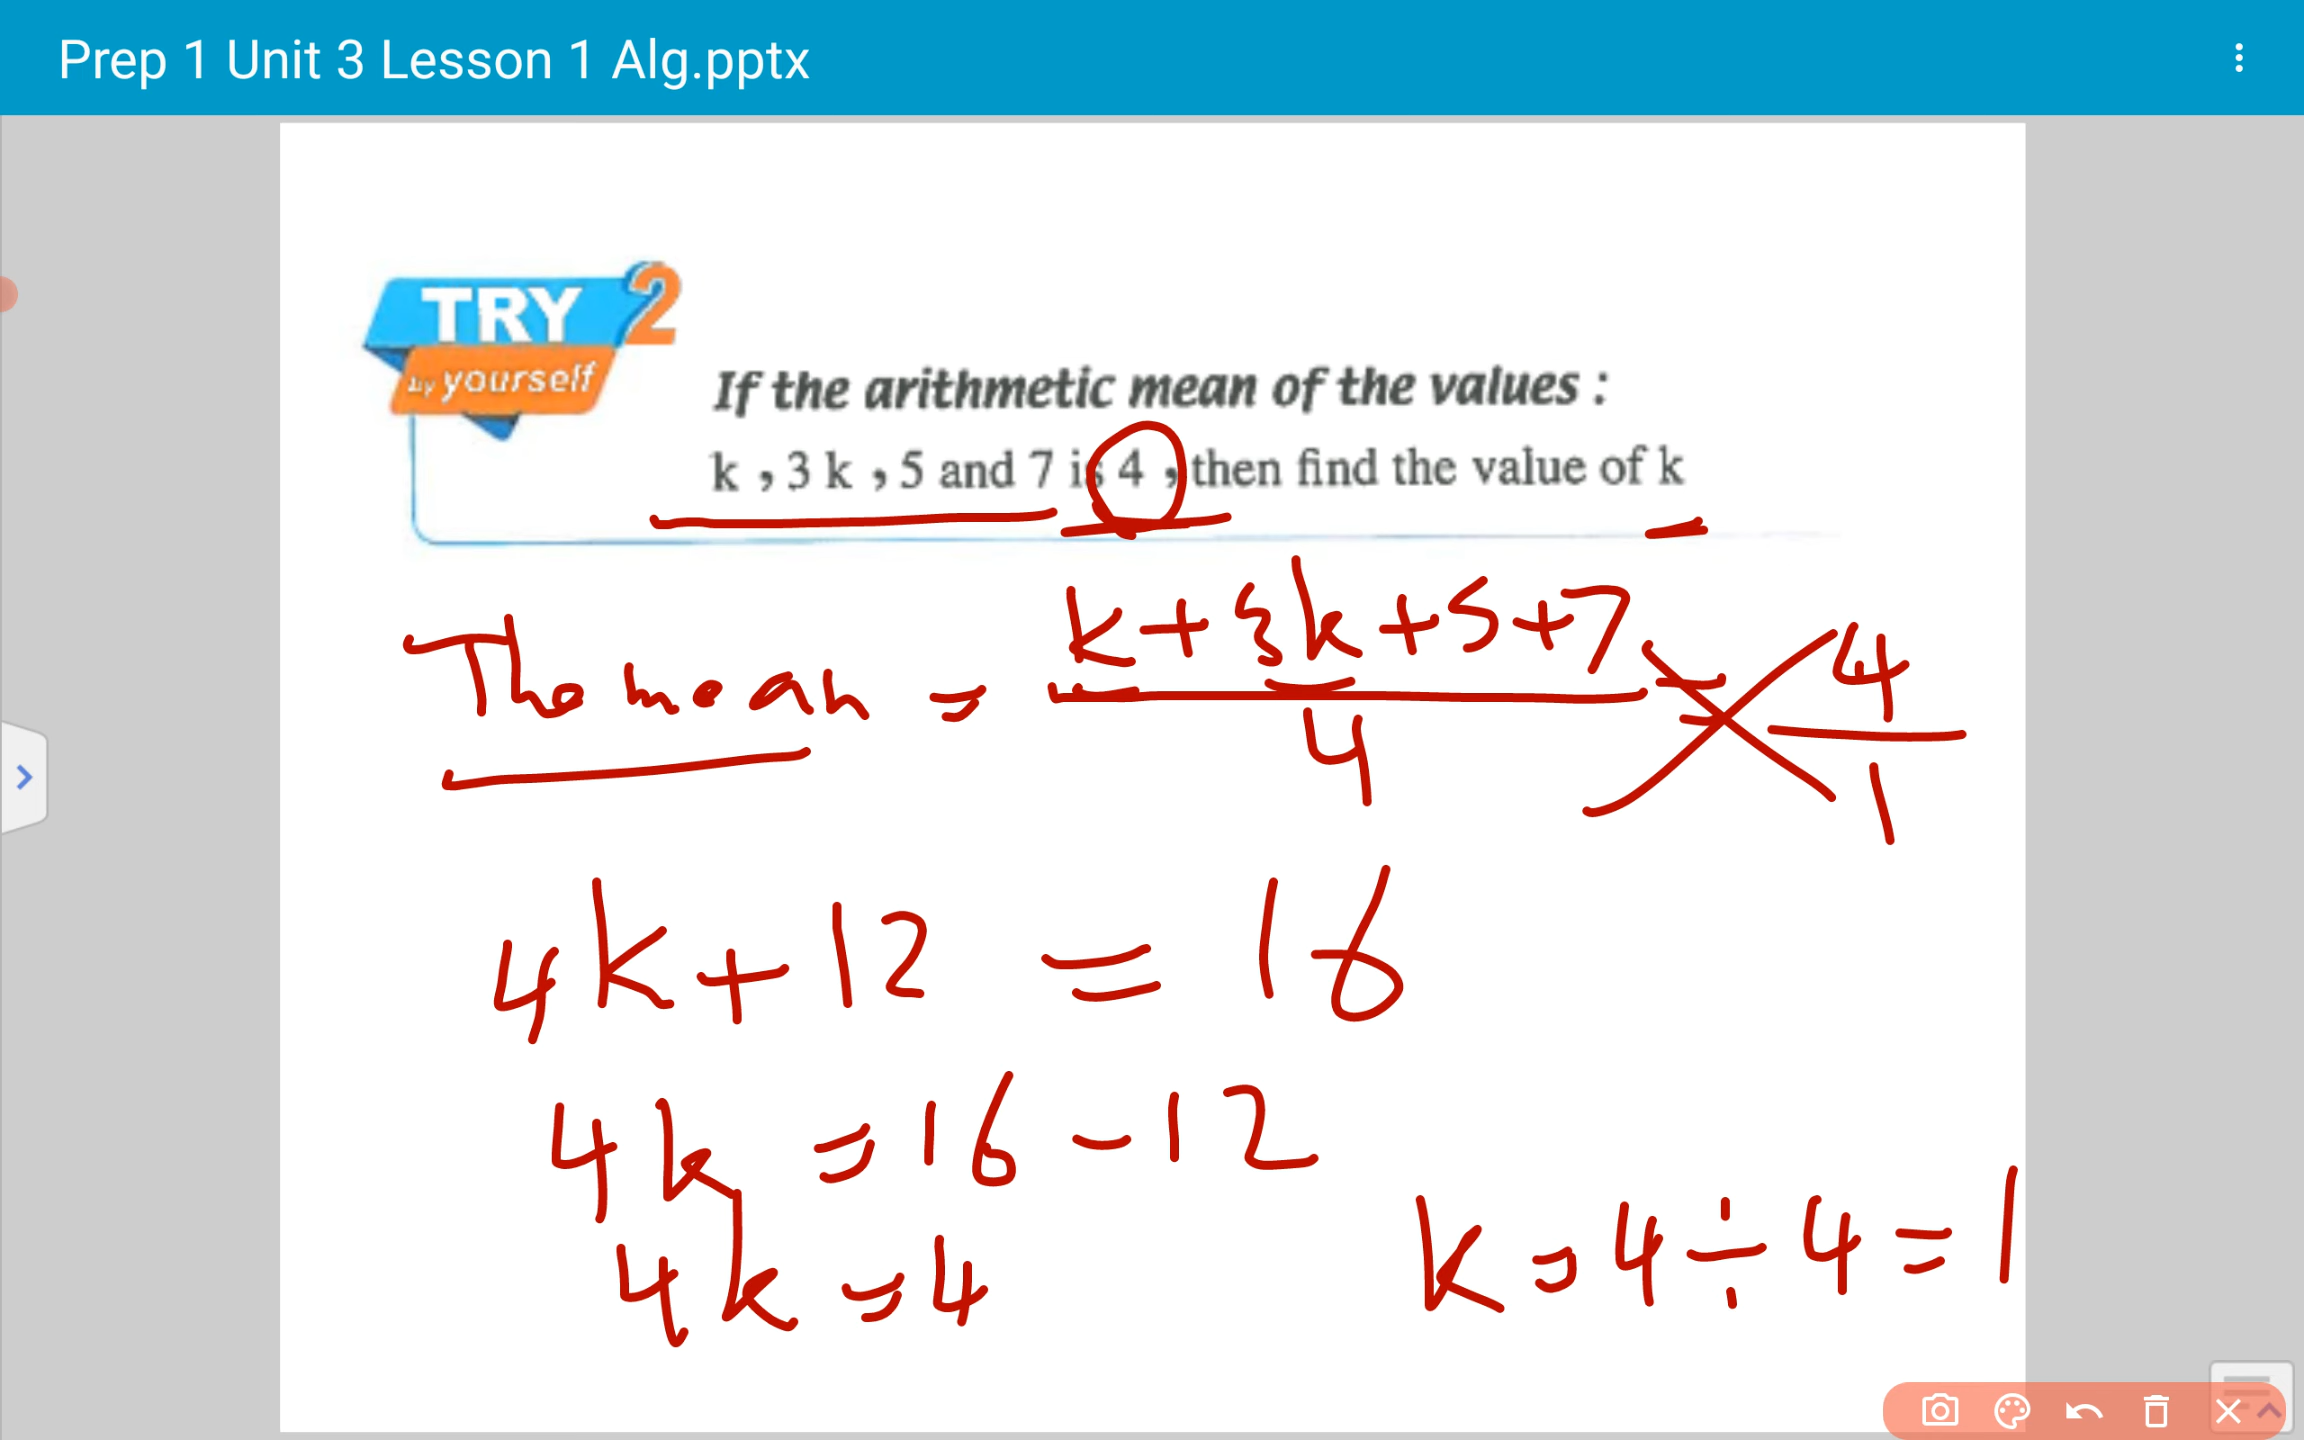 Prep 1 Unit 3 Lesson 1 Alg.pptx
TRY 2
by yourself
If the arithmetic mean of the values :
k , 3 k , 5 and 7 is 4 , then find the value of k
The mean = k+3k+5+7 / 4 = 4 / 1
4k+12 = 16
4k = 16-12
4k = 4
k = 4÷4 = 1